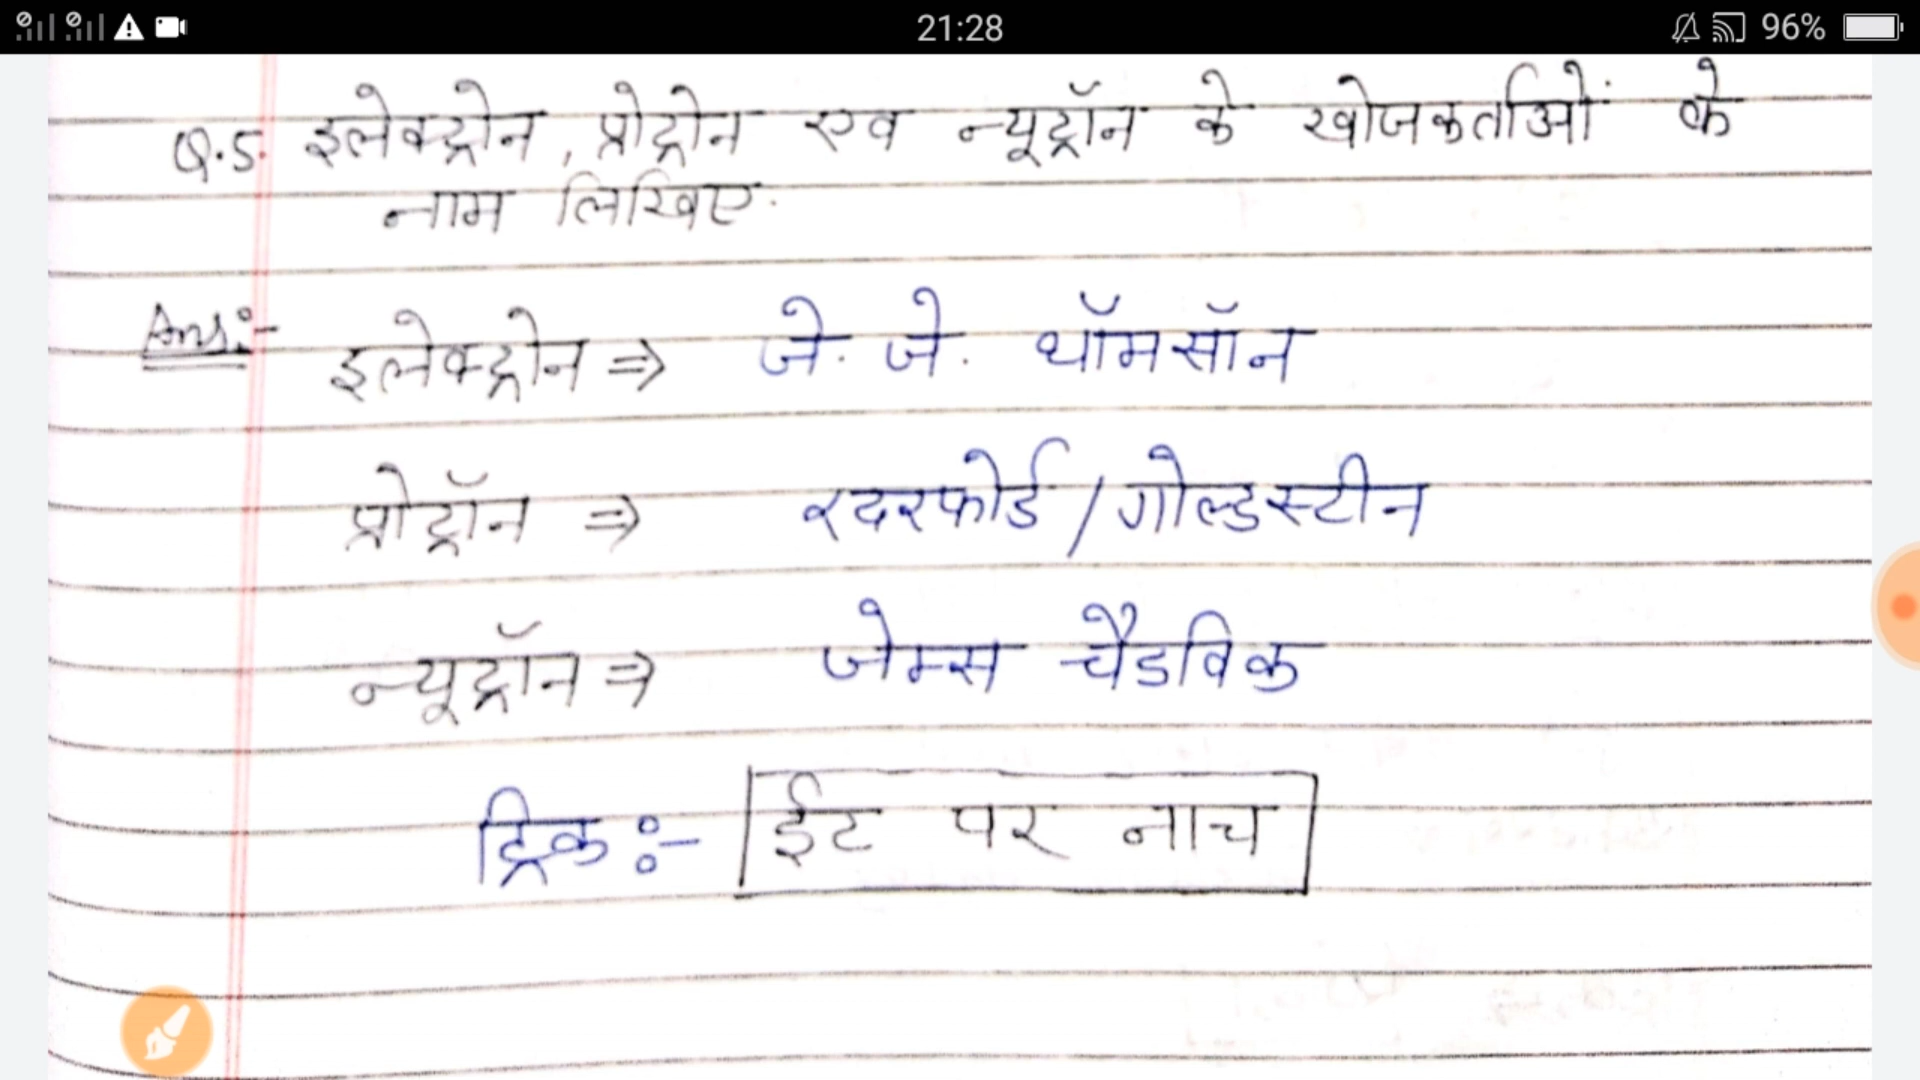 21:28
96%
Q.5. इलेक्ट्रोन, प्रोट्रोन एव न्यूट्रॉन के खोजकर्ताओं के
नाम लिखिए.
Ans:- इलेक्ट्रोन ⇒ जे. जे. थॉमसॉन
प्रोट्रॉन ⇒ रदरफोर्ड / गोल्डस्टीन
न्यूट्रॉन ⇒ जेम्स चैडविक
ट्रिक :- ईट पर नाच